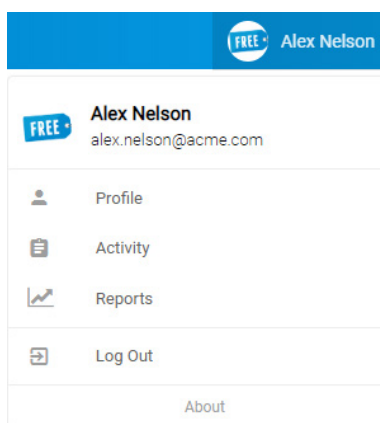 FREE Alex Nelson
FREE
Alex Nelson
alex.nelson@acme.com
Profile
Activity
Reports
Log Out
About